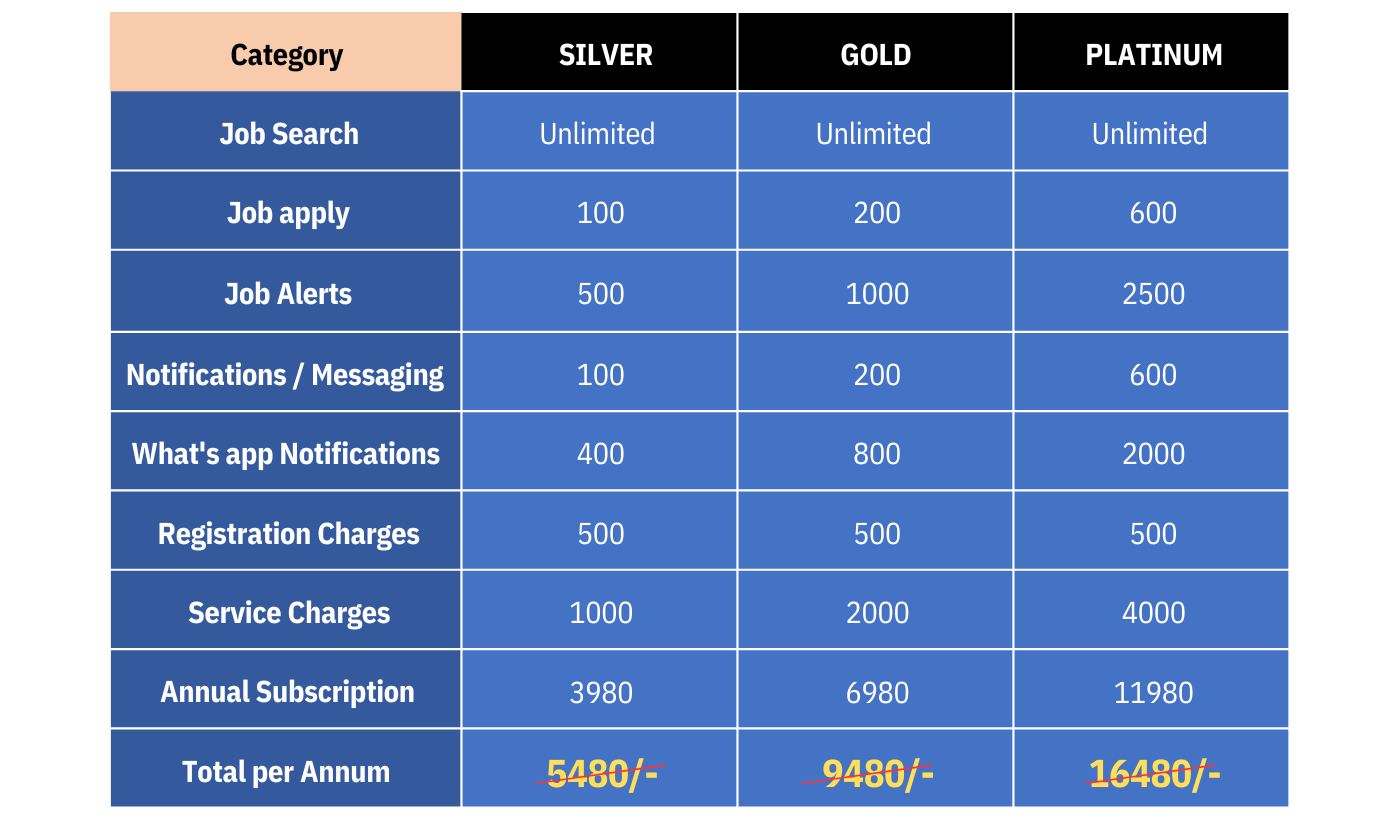 Category SILVER GOLD PLATINUM
Job Search Unlimited Unlimited Unlimited
Job apply 100 200 600
Job Alerts 500 1000 2500
Notifications / Messaging 100 200 600
What's app Notifications 400 800 2000
Registration Charges 500 500 500
Service Charges 1000 2000 4000
Annual Subscription 3980 6980 11980
Total per Annum 5480/- 9480/- 16480/-